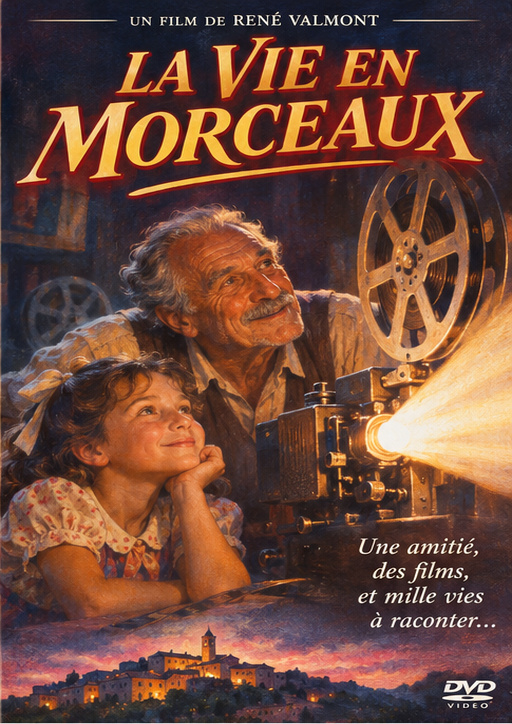 UN FILM DE RENÉ VALMONT
LA VIE EN
MORCEAUX
Une amitié,
des films,
et mille vies
à raconter...
DVD
VIDEO